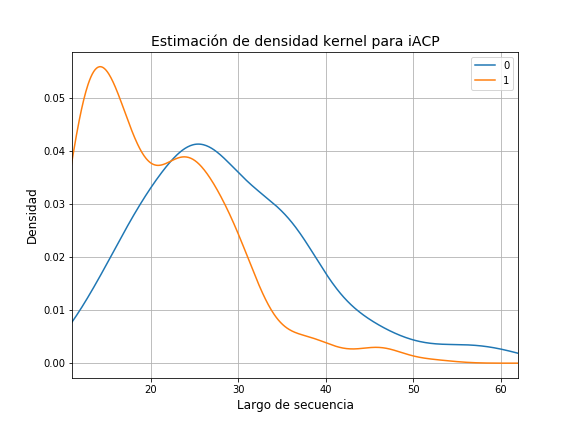 Estimación de densidad kernel para iACP
0
1
0.05
0.04
0.03
0.02
0.01
0.00
Densidad
20 30 40 50 60
Largo de secuencia